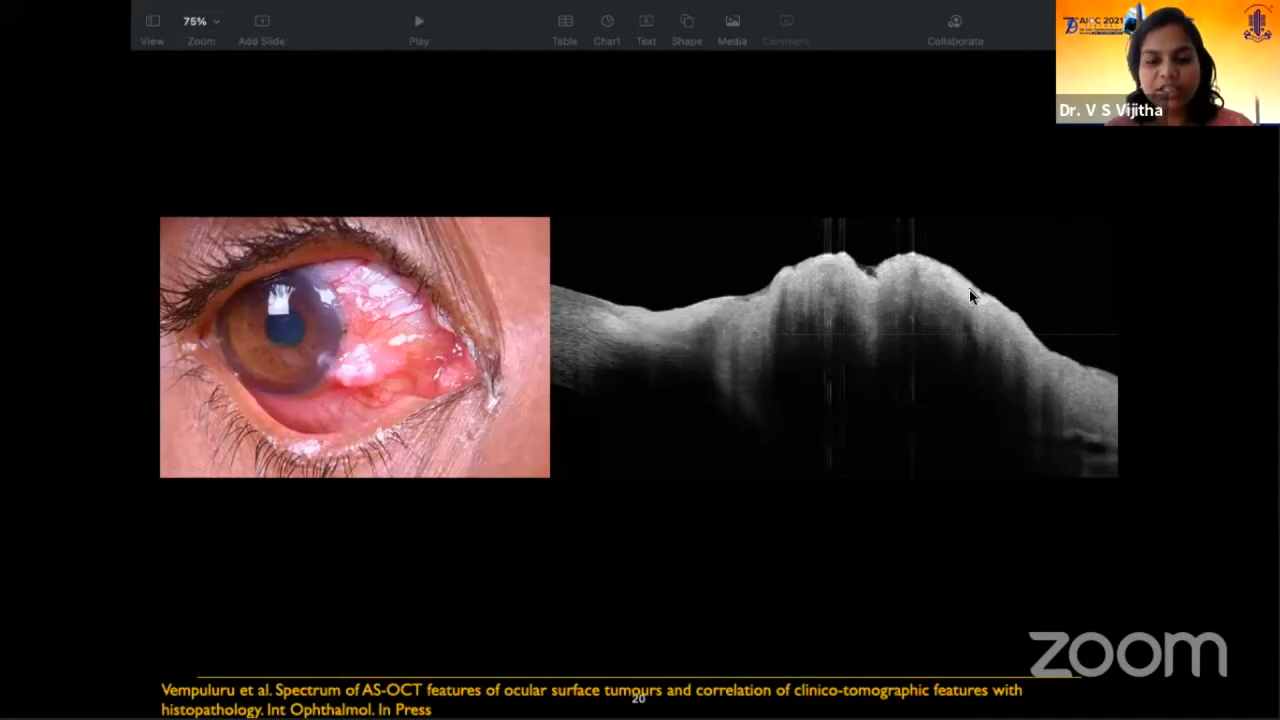 75%
View
Zoom
Add Slide
Play
Table
Chart
Text
Shape
Media
Comment
Collaborate
AIOC 2021
Dr. V S Vijitha
zoom
Vempuluru et al. Spectrum of AS-OCT features of ocular surface tumours and correlation of clinico-tomographic features with
histopathology. Int Ophthalmol. In Press
20